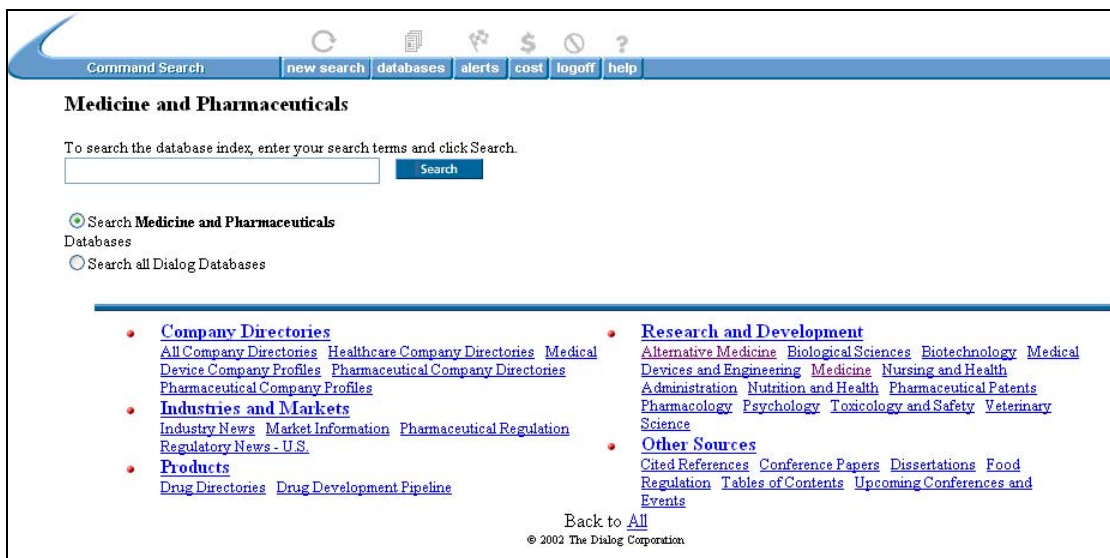 ?
Command Search new search databases alerts cost logoff help
Medicine and Pharmaceuticals
To search the database index, enter your search terms and click Search.
Search
Search Medicine and Pharmaceuticals
Databases
Search all Dialog Databases
Company Directories
All Company Directories Healthcare Company Directories Medical
Device Company Profiles Pharmaceutical Company Directories
Pharmaceutical Company Profiles
Industries and Markets
Industry News Market Information Pharmaceutical Regulation
Regulatory News - U.S.
Products
Drug Directories Drug Development Pipeline
Research and Development
Alternative Medicine Biological Sciences Biotechnology Medical
Devices and Engineering Medicine Nursing and Health
Administration Nutrition and Health Pharmaceutical Patents
Pharmacology Psychology Toxicology and Safety Veterinary
Science
Other Sources
Cited References Conference Papers Dissertations Food
Regulation Tables of Contents Upcoming Conferences and
Events
Back to All
© 2002 The Dialog Corporation